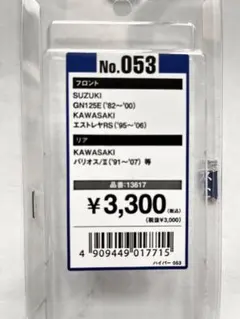 No.053
フロント
SUZUKI
GN125E ('82〜'00)
KAWASAKI
エストレヤRS ('95〜'06)
リア
KAWASAKI
バリオス/Ⅱ ('91〜'07) 等
品番:13617
¥3,300(税込)
(税抜¥3,000)
4 909449 017715
ハイパー 053